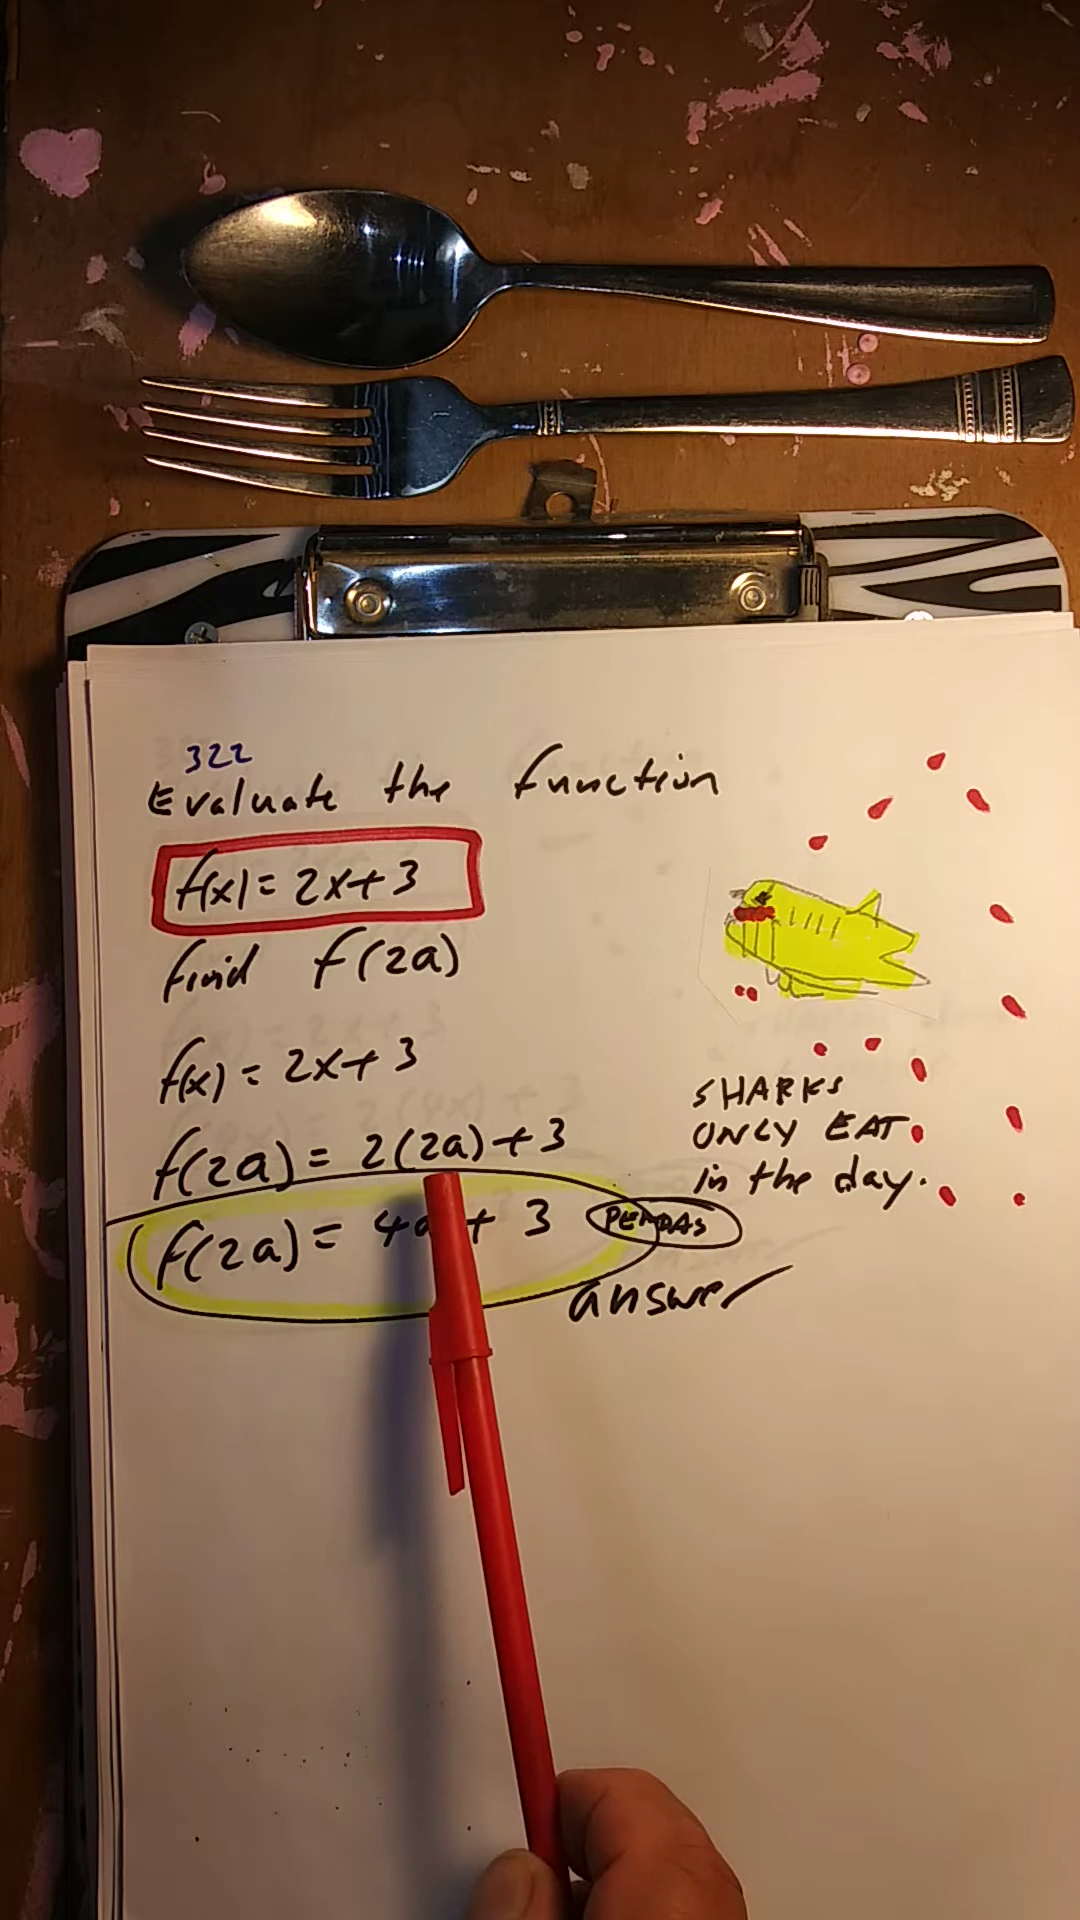 322
Evaluate the function
f(x) = 2x+3
find f(2a)
f(x) = 2x+3
f(2a) = 2(2a)+3
f(2a) = 4a + 3 PEMDAS
answer
SHARKS
ONLY EAT
in the day.